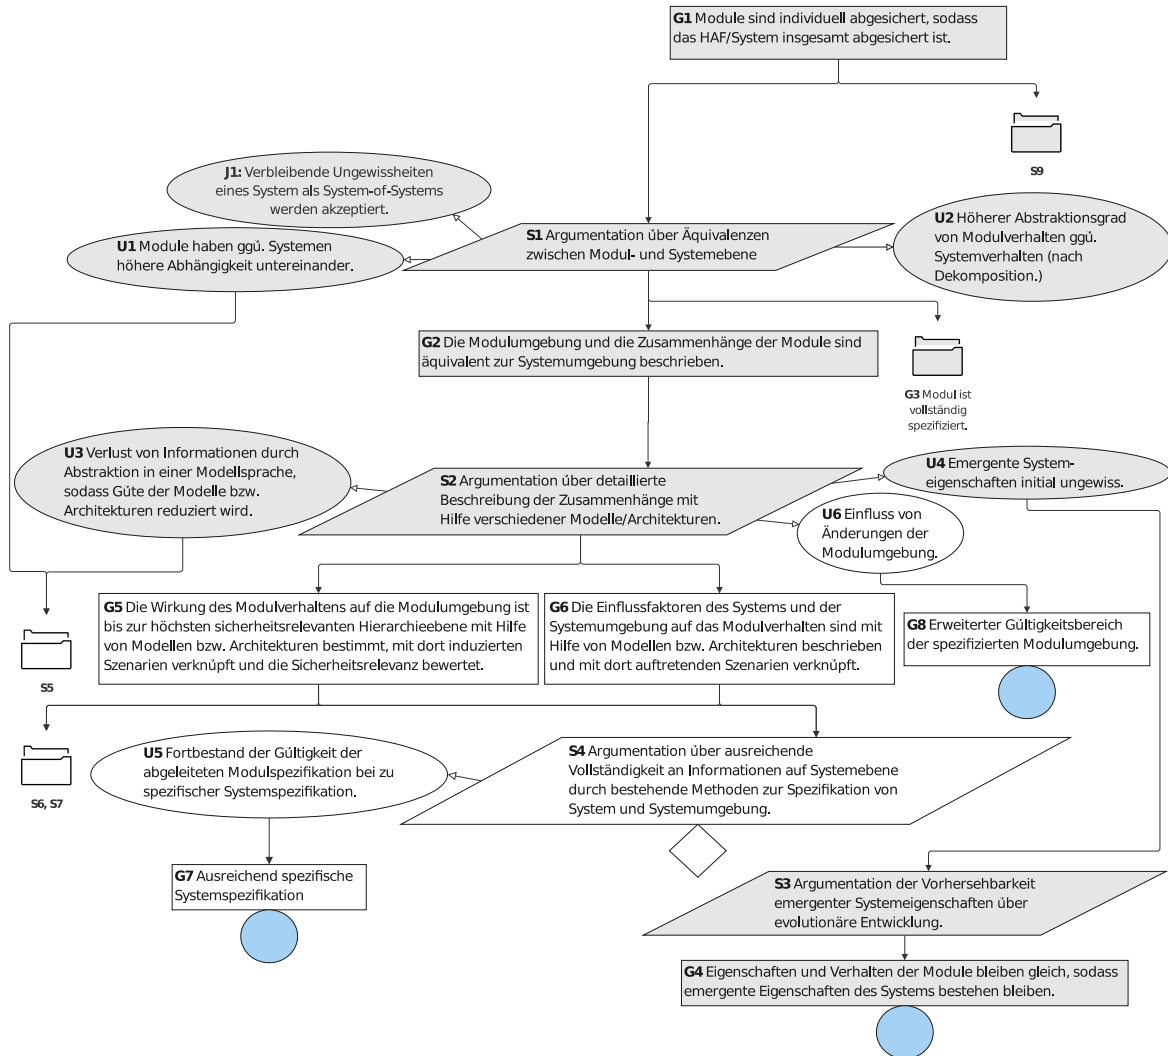 G1 Module sind individuell abgesichert, sodass
das HAF/System insgesamt abgesichert ist.
S9
J1: Verbleibende Ungewissheiten
eines System als System-of-Systems
werden akzeptiert.
U1 Module haben ggü. Systemen
höhere Abhängigkeit untereinander.
S1 Argumentation über Äquivalenzen
zwischen Modul- und Systemebene
U2 Höherer Abstraktionsgrad
von Modulverhalten ggü.
Systemverhalten (nach
Dekomposition.)
G2 Die Modulumgebung und die Zusammenhänge der Module sind
äquivalent zur Systemumgebung beschrieben.
G3 Modul ist
vollständig
spezifiziert.
U3 Verlust von Informationen durch
Abstraktion in einer Modellsprache,
sodass Güte der Modelle bzw.
Architekturen reduziert wird.
S2 Argumentation über detaillierte
Beschreibung der Zusammenhänge mit
Hilfe verschiedener Modelle/Architekturen.
U4 Emergente System-
eigenschaften initial ungewiss.
U6 Einfluss von
Änderungen der
Modulumgebung.
G5 Die Wirkung des Modulverhaltens auf die Modulumgebung ist
bis zur höchsten sicherheitsrelevanten Hierarchieebene mit Hilfe
von Modellen bzw. Architekturen bestimmt, mit dort induzierten
Szenarien verknüpft und die Sicherheitsrelevanz bewertet.
G6 Die Einflussfaktoren des Systems und der
Systemumgebung auf das Modulverhalten sind mit
Hilfe von Modellen bzw. Architekturen beschrieben
und mit dort auftretenden Szenarien verknüpft.
G8 Erweiterter Gültigkeitsbereich
der spezifizierten Modulumgebung.
S5
S6, S7
U5 Fortbestand der Gültigkeit der
abgeleiteten Modulspezifikation bei zu
spezifischer Systemspezifikation.
S4 Argumentation über ausreichende
Vollständigkeit an Informationen auf Systemebene
durch bestehende Methoden zur Spezifikation von
System und Systemumgebung.
G7 Ausreichend spezifische
Systemspezifikation
S3 Argumentation der Vorhersehbarkeit
emergenter Systemeigenschaften über
evolutionäre Entwicklung.
G4 Eigenschaften und Verhalten der Module bleiben gleich, sodass
emergente Eigenschaften des Systems bestehen bleiben.